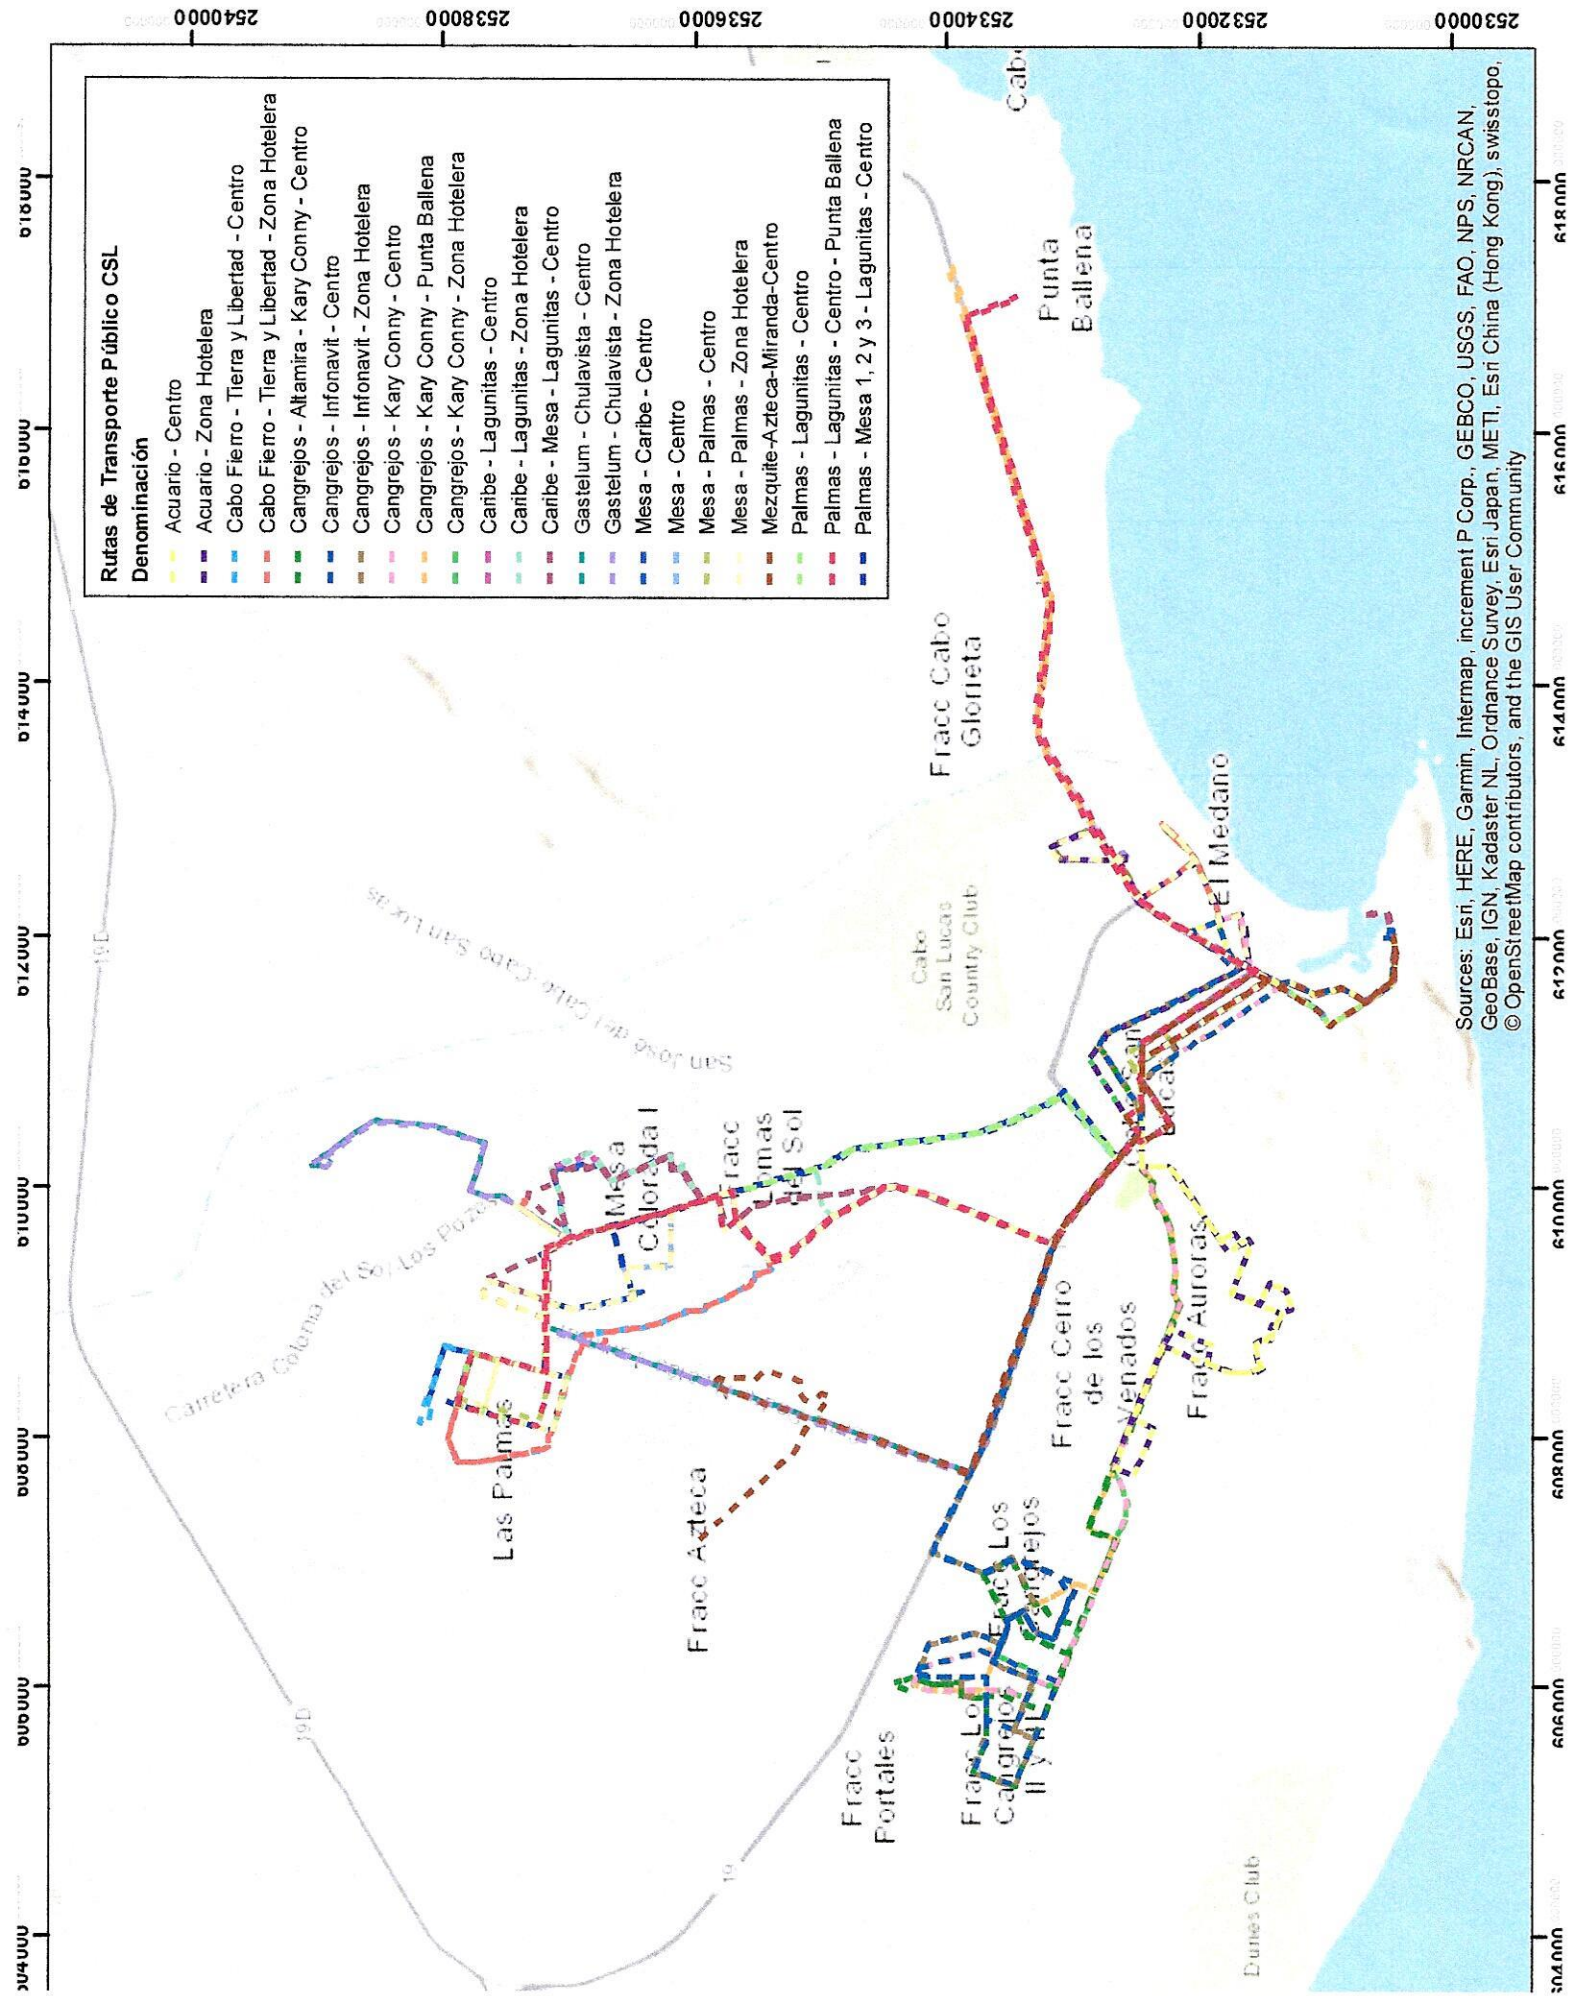 Rutas de Transporte Público CSL
Denominación
Acuario - Centro
Acuario - Zona Hotelera
Cabo Fierro - Tierra y Libertad - Centro
Cabo Fierro - Tierra y Libertad - Zona Hotelera
Cangrejos - Altamira - Kary Conny - Centro
Cangrejos - Infonavit - Centro
Cangrejos - Infonavit - Zona Hotelera
Cangrejos - Kary Conny - Centro
Cangrejos - Kary Conny - Punta Ballena
Cangrejos - Kary Conny - Zona Hotelera
Caribe - Lagunitas - Centro
Caribe - Lagunitas - Zona Hotelera
Caribe - Mesa - Lagunitas - Centro
Gastelum - Chulavista - Centro
Gastelum - Chulavista - Zona Hotelera
Mesa - Caribe - Centro
Mesa - Centro
Mesa - Palmas - Centro
Mesa - Palmas - Zona Hotelera
Mezquite-Azteca-Miranda-Centro
Palmas - Lagunitas - Centro
Palmas - Lagunitas - Centro - Punta Ballena
Palmas - Mesa 1, 2 y 3 - Lagunitas - Centro
2540000
2538000
2536000
2534000
2532000
2530000
19D
19D
19
Carretera Colonia del Sol/Los Pozos
San José del Cabo-Cabo San Lucas
Las Palmas
Mesa
Colorada I
Fracc
Lomas
del Sol
Fracc Azteca
Cabo
San Lucas
Country Club
Fracc Cabo
Glorieta
Punta
Ballena
Cabo
El Medano
Fracc Cerro
de los
Venados
Fracc Auroras
Fracc Los
Cangrejos
Fracc
Portales
Fracc Los
Cangrejos
II y III
Lucas
Dunes Club
604000
606000
608000
610000
612000
614000
616000
618000
Sources: Esri, HERE, Garmin, Intermap, increment P Corp., GEBCO, USGS, FAO, NPS, NRCAN,
GeoBase, IGN, Kadaster NL, Ordnance Survey, Esri Japan, METI, Esri China (Hong Kong), swisstopo,
© OpenStreetMap contributors, and the GIS User Community